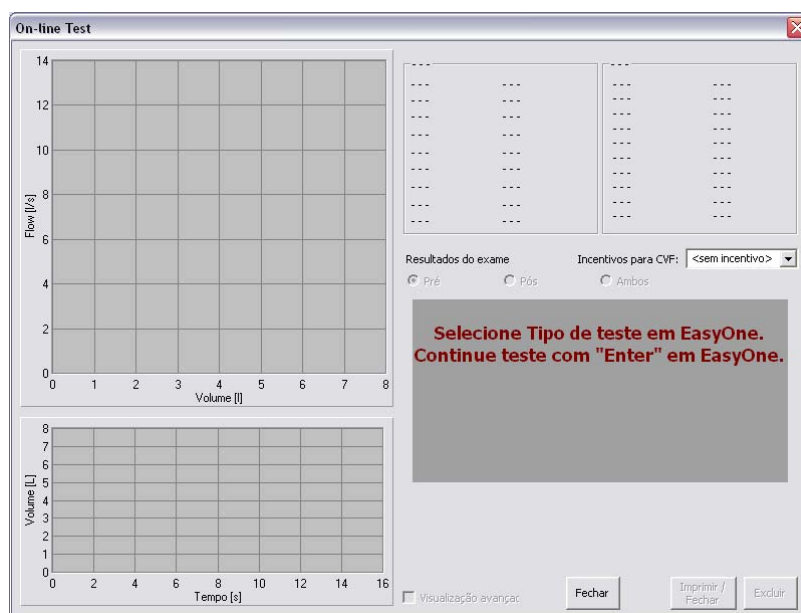 On-line Test
14
12
10
8
6
4
2
0
Flow [l/s]
0 1 2 3 4 5 6 7 8
Volume [l]
8
7
6
5
4
3
2
1
0
Volume [L]
0 2 4 6 8 10 12 14 16
Tempo [s]
--- ---
--- --- --- ---
--- --- --- ---
--- --- --- ---
--- --- --- ---
--- --- --- ---
--- --- --- ---
--- --- --- ---
--- --- --- ---
--- --- --- ---
Resultados do exame Incentivos para CVF: <sem incentivo>
Pré Pós Ambos
Selecione Tipo de teste em EasyOne.
Continue teste com "Enter" em EasyOne.
Visualização avançac Fechar Imprimir / Fechar Excluir